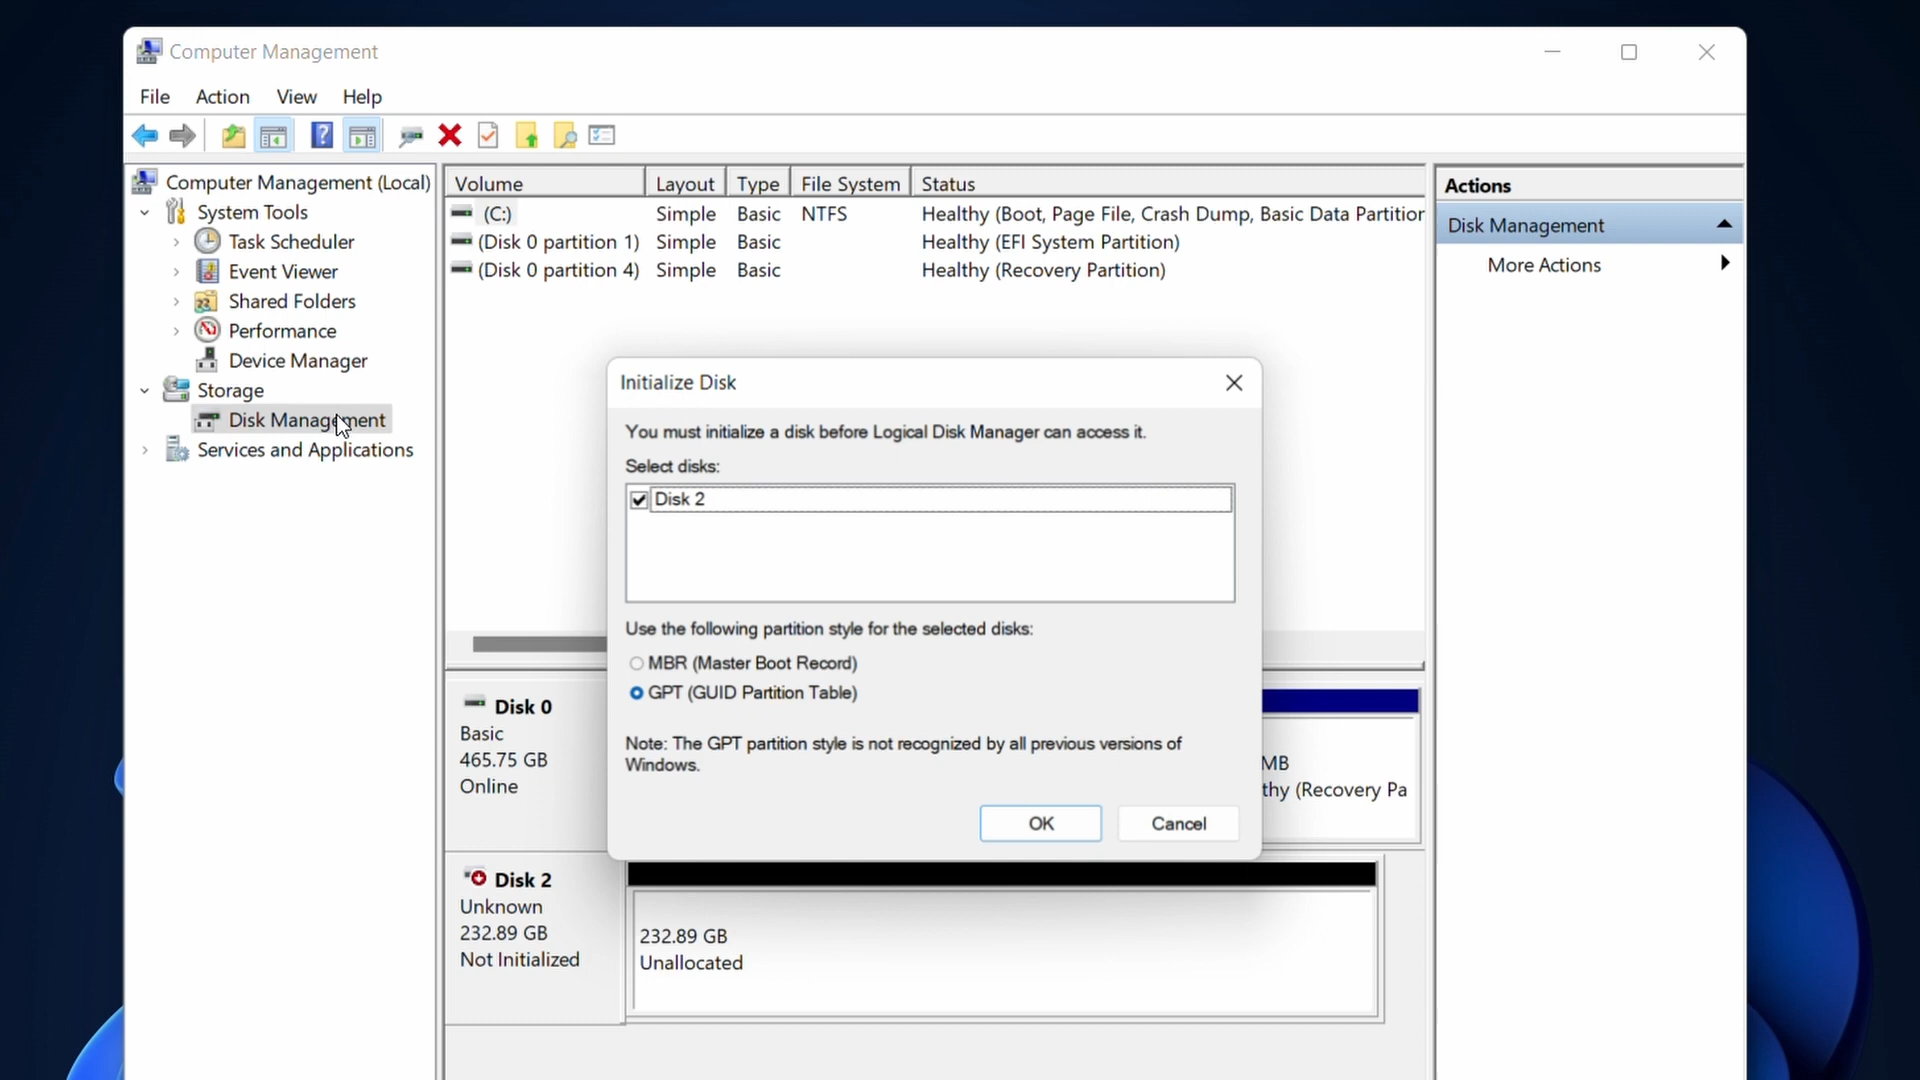 Computer Management
File Action View Help
Computer Management (Local)
System Tools
Task Scheduler
Event Viewer
Shared Folders
Performance
Device Manager
Storage
Disk Management
Services and Applications
Volume Layout Type File System Status
(C:) Simple Basic NTFS Healthy (Boot, Page File, Crash Dump, Basic Data Partition
(Disk 0 partition 1) Simple Basic Healthy (EFI System Partition)
(Disk 0 partition 4) Simple Basic Healthy (Recovery Partition)
Actions
Disk Management
More Actions
Initialize Disk
You must initialize a disk before Logical Disk Manager can access it.
Select disks:
Disk 2
Use the following partition style for the selected disks:
MBR (Master Boot Record)
GPT (GUID Partition Table)
Note: The GPT partition style is not recognized by all previous versions of
Windows.
OK Cancel
Disk 0
Basic
465.75 GB
Online
MB
thy (Recovery Pa
Disk 2
Unknown
232.89 GB
Not Initialized
232.89 GB
Unallocated